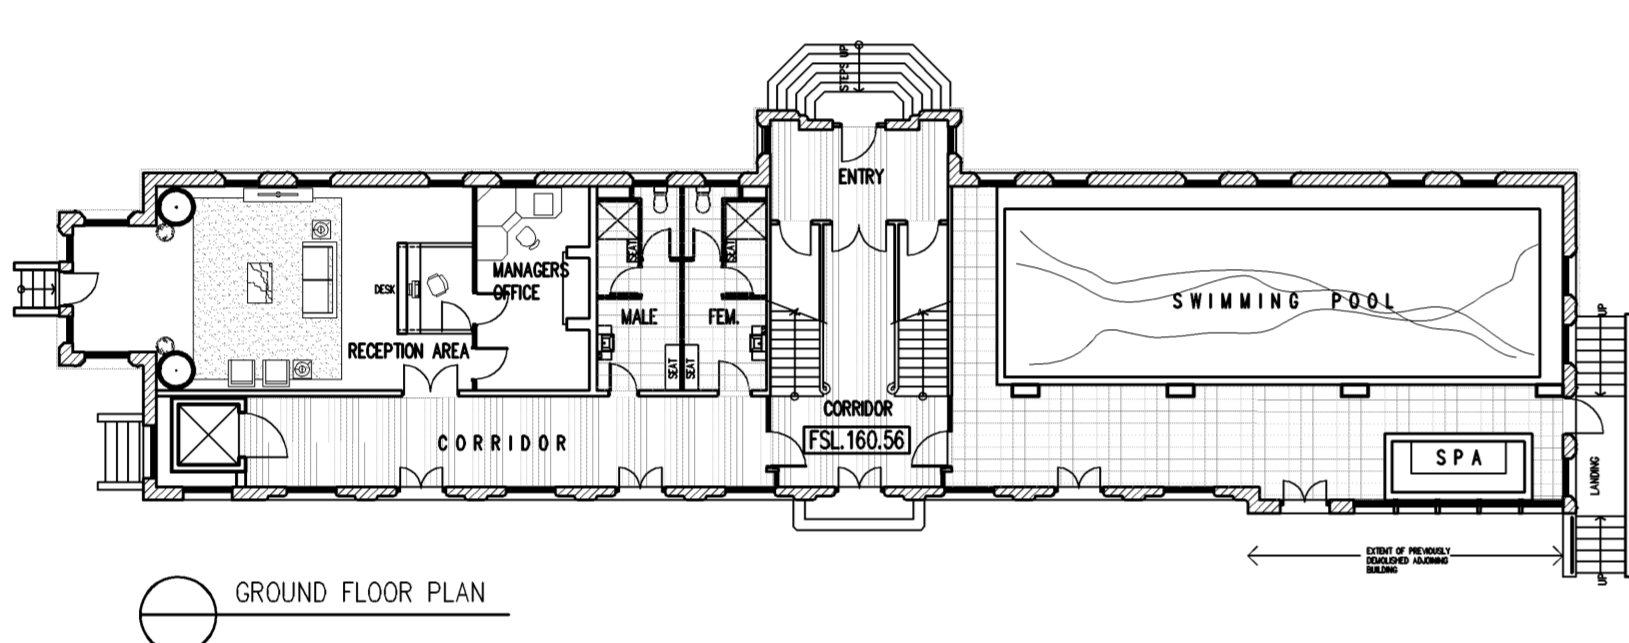 STEPS UP
ENTRY
MANAGERS
OFFICE
DESK
SEAT
SEAT
MALE
FEM.
RECEPTION AREA
SEAT
SEAT
SWIMMING POOL
UP
CORRIDOR
FSL.160.56
CORRIDOR
SPA
LANDING
EXTENT OF PREVIOUSLY
DEMOLISHED ADJOINING
BUILDING
UP
GROUND FLOOR PLAN